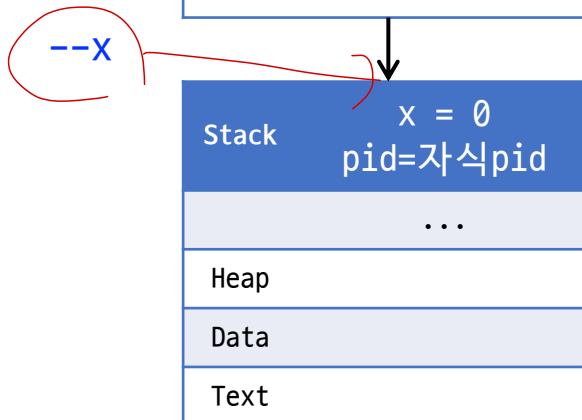 --x
x = 0
Stack
pid=자식pid
...
Heap
Data
Text